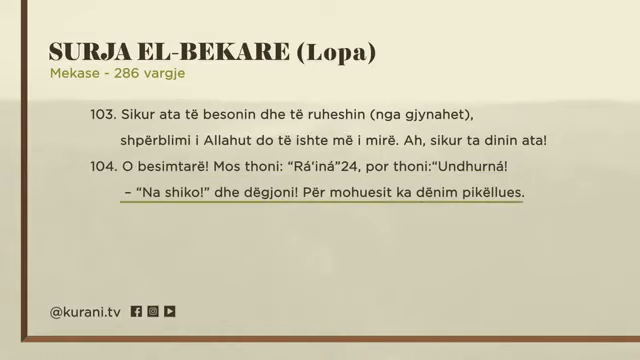 SURJA EL-BEKARE (Lopa)
Mekase - 286 vargje
103. Sikur ata të besonin dhe të ruheshin (nga gjynahet),
shpërblimi i Allahut do të ishte më i mirë. Ah, sikur ta dinin ata!
104. O besimtarë! Mos thoni: “Rá‘iná”24, por thoni:“Undhurná!
– “Na shiko!” dhe dëgjoni! Për mohuesit ka dënim pikëllues.
@kurani.tv